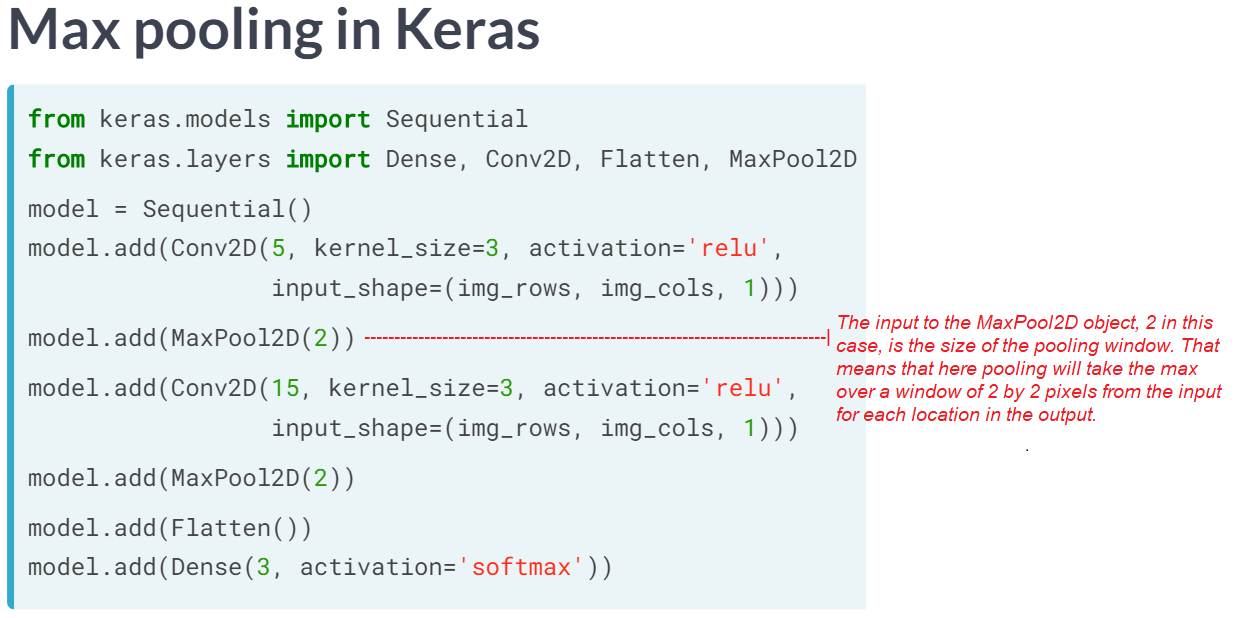 Max pooling in Keras
from keras.models import Sequential
from keras.layers import Dense, Conv2D, Flatten, MaxPool2D
model = Sequential()
model.add(Conv2D(5, kernel_size=3, activation='relu',
input_shape=(img_rows, img_cols, 1)))
model.add(MaxPool2D(2))
The input to the MaxPool2D object, 2 in this
case, is the size of the pooling window. That
means that here pooling will take the max
over a window of 2 by 2 pixels from the input
for each location in the output.
.
model.add(Conv2D(15, kernel_size=3, activation='relu',
input_shape=(img_rows, img_cols, 1)))
model.add(MaxPool2D(2))
model.add(Flatten())
model.add(Dense(3, activation='softmax'))